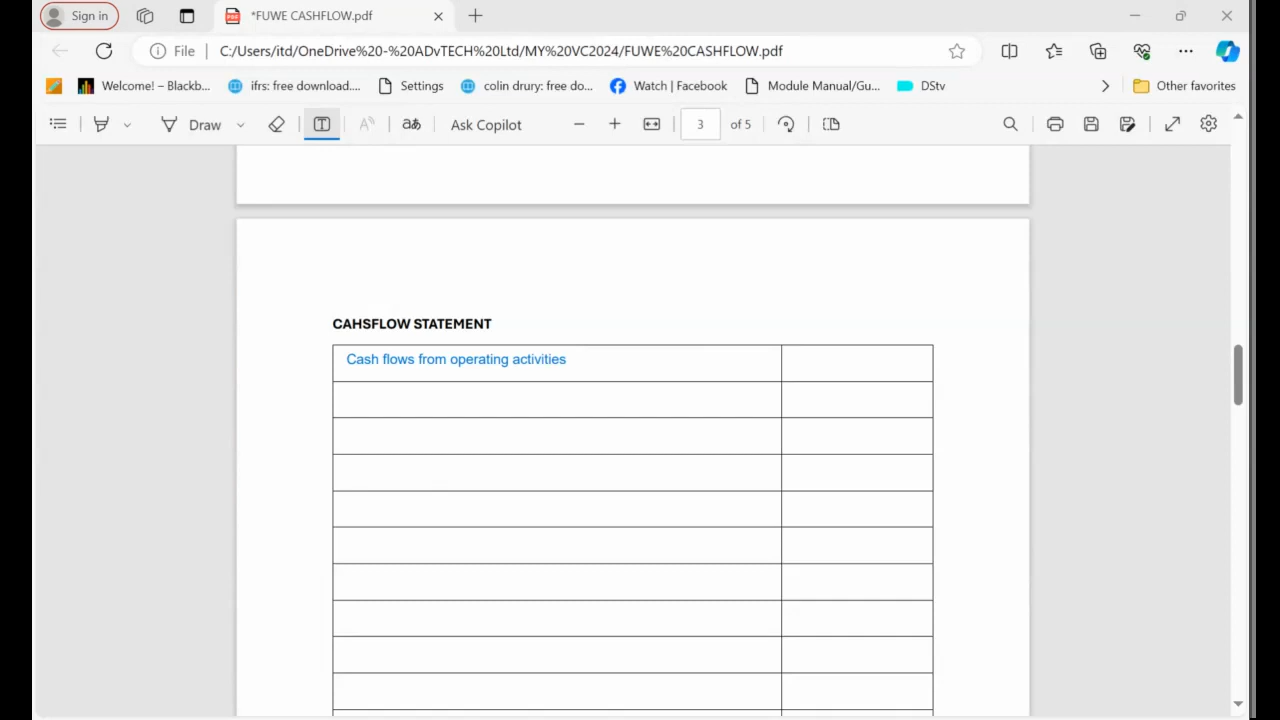 Sign in
*FUWE CASHFLOW.pdf
File
C:/Users/itd/OneDrive%20-%20ADvTECH%20Ltd/MY%20VC2024/FUWE%20CASHFLOW.pdf
Welcome! – Blackb...
ifrs: free download....
Settings
colin drury: free do...
Watch | Facebook
Module Manual/Gu...
DStv
Other favorites
Draw
aあ
Ask Copilot
3
of 5
CAHSFLOW STATEMENT
Cash flows from operating activities